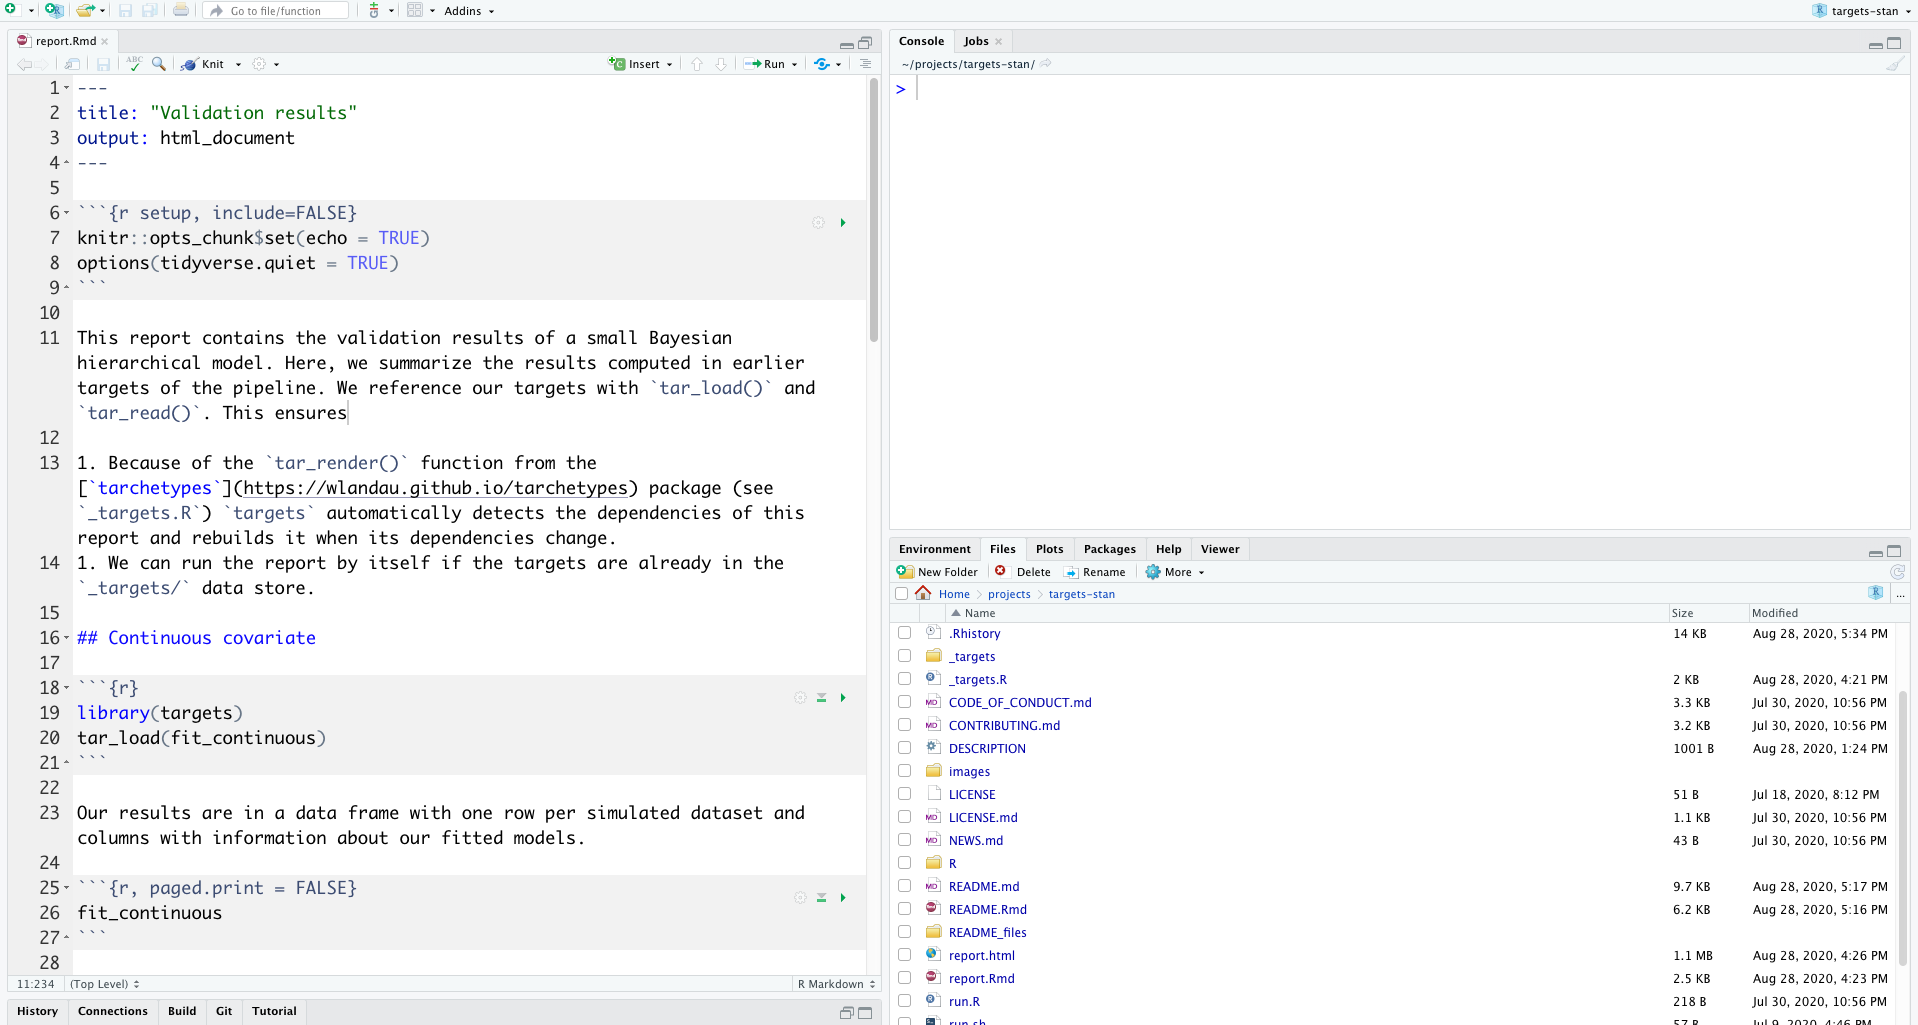 Go to file/function
Addins
targets-stan
report.Rmd
ABC
Knit
Insert
Run
1 ---
2 title: "Validation results"
3 output: html_document
4 ---
5
6 ```{r setup, include=FALSE}
7 knitr::opts_chunk$set(echo = TRUE)
8 options(tidyverse.quiet = TRUE)
9 ```
10
11 This report contains the validation results of a small Bayesian
hierarchical model. Here, we summarize the results computed in earlier
targets of the pipeline. We reference our targets with `tar_load()` and
`tar_read()`. This ensures
12
13 1. Because of the `tar_render()` function from the
[`tarchetypes`](https://wlandau.github.io/tarchetypes) package (see
`_targets.R`) `targets` automatically detects the dependencies of this
report and rebuilds it when its dependencies change.
14 1. We can run the report by itself if the targets are already in the
`_targets/` data store.
15
16 ## Continuous covariate
17
18 ```{r}
19 library(targets)
20 tar_load(fit_continuous)
21 ```
22
23 Our results are in a data frame with one row per simulated dataset and
columns with information about our fitted models.
24
25 ```{r, paged.print = FALSE}
26 fit_continuous
27 ```
28
11:234 (Top Level) R Markdown
History Connections Build Git Tutorial
Console Jobs
~/projects/targets-stan/
>
Environment Files Plots Packages Help Viewer
New Folder Delete Rename More
Home projects targets-stan ...
Name Size Modified
.Rhistory 14 KB Aug 28, 2020, 5:34 PM
_targets
_targets.R 2 KB Aug 28, 2020, 4:21 PM
CODE_OF_CONDUCT.md 3.3 KB Jul 30, 2020, 10:56 PM
CONTRIBUTING.md 3.2 KB Jul 30, 2020, 10:56 PM
DESCRIPTION 1001 B Aug 28, 2020, 1:24 PM
images
LICENSE 51 B Jul 18, 2020, 8:12 PM
LICENSE.md 1.1 KB Jul 30, 2020, 10:56 PM
NEWS.md 43 B Jul 30, 2020, 10:56 PM
R
README.md 9.7 KB Aug 28, 2020, 5:17 PM
README.Rmd 6.2 KB Aug 28, 2020, 5:16 PM
README_files
report.html 1.1 MB Aug 28, 2020, 4:26 PM
report.Rmd 2.5 KB Aug 28, 2020, 4:23 PM
run.R 218 B Jul 30, 2020, 10:56 PM
run.sh 57 B Jul 9, 2020, 4:46 PM